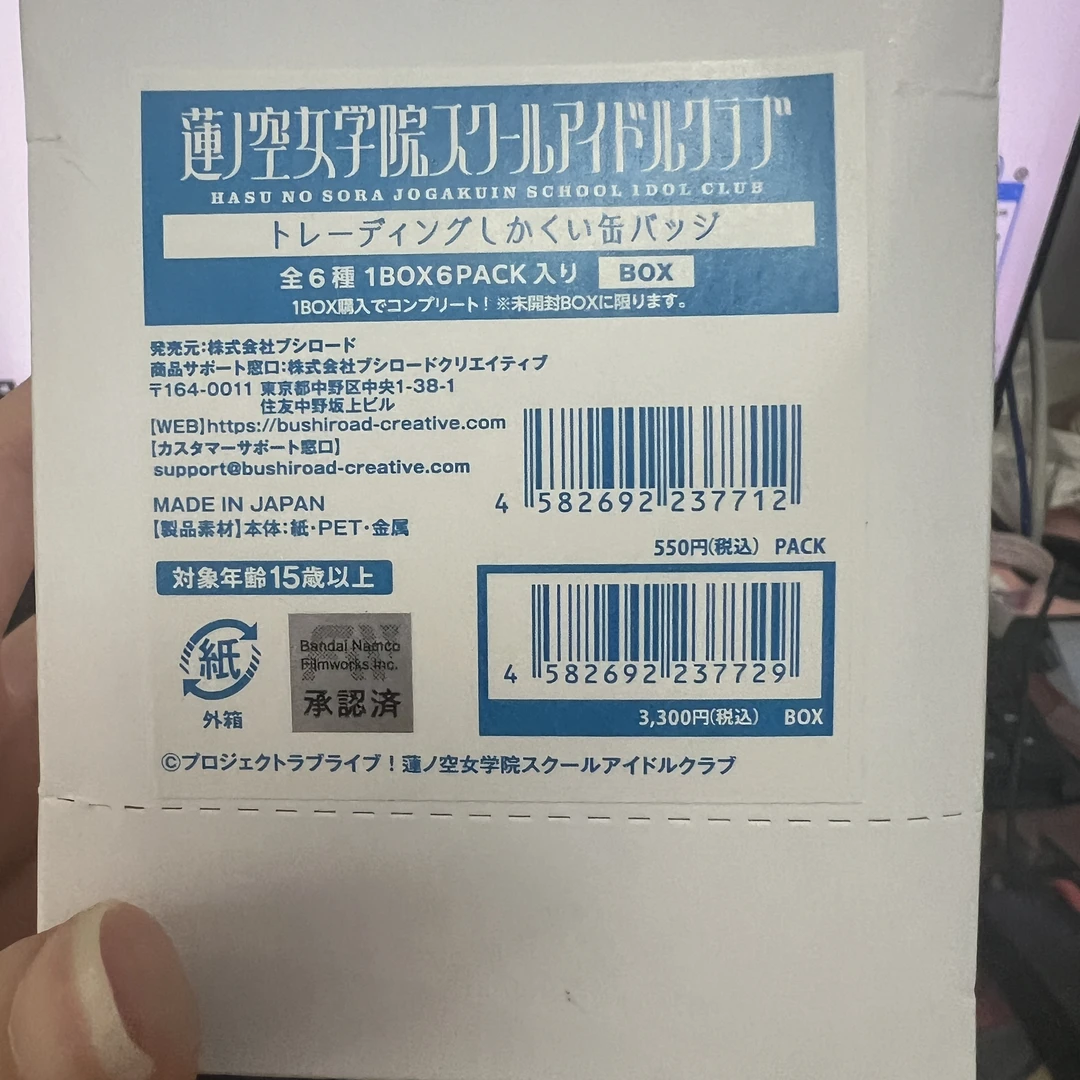 蓮ノ空女学院スクールアイドルクラブ
HASU NO SORA JOGAKUIN SCHOOL IDOL CLUB
トレーディングしかくい缶バッジ
全6種 1BOX6PACK入り BOX
1BOX購入でコンプリート!※未開封BOXに限ります。
発売元:株式会社ブシロード
商品サポート窓口:株式会社ブシロードクリエイティブ
〒164-0011 東京都中野区中央1-38-1
住友中野坂上ビル
【WEB】https://bushiroad-creative.com
【カスタマーサポート窓口】
support@bushiroad-creative.com
MADE IN JAPAN
【製品素材】本体:紙・PET・金属
4 582692 237712
550円(税込) PACK
対象年齢15歳以上
紙
外箱
Bandai Namco
Filmworks Inc.
承認済
4 582692 237729
3,300円(税込) BOX
©プロジェクトラブライブ!蓮ノ空女学院スクールアイドルクラブ